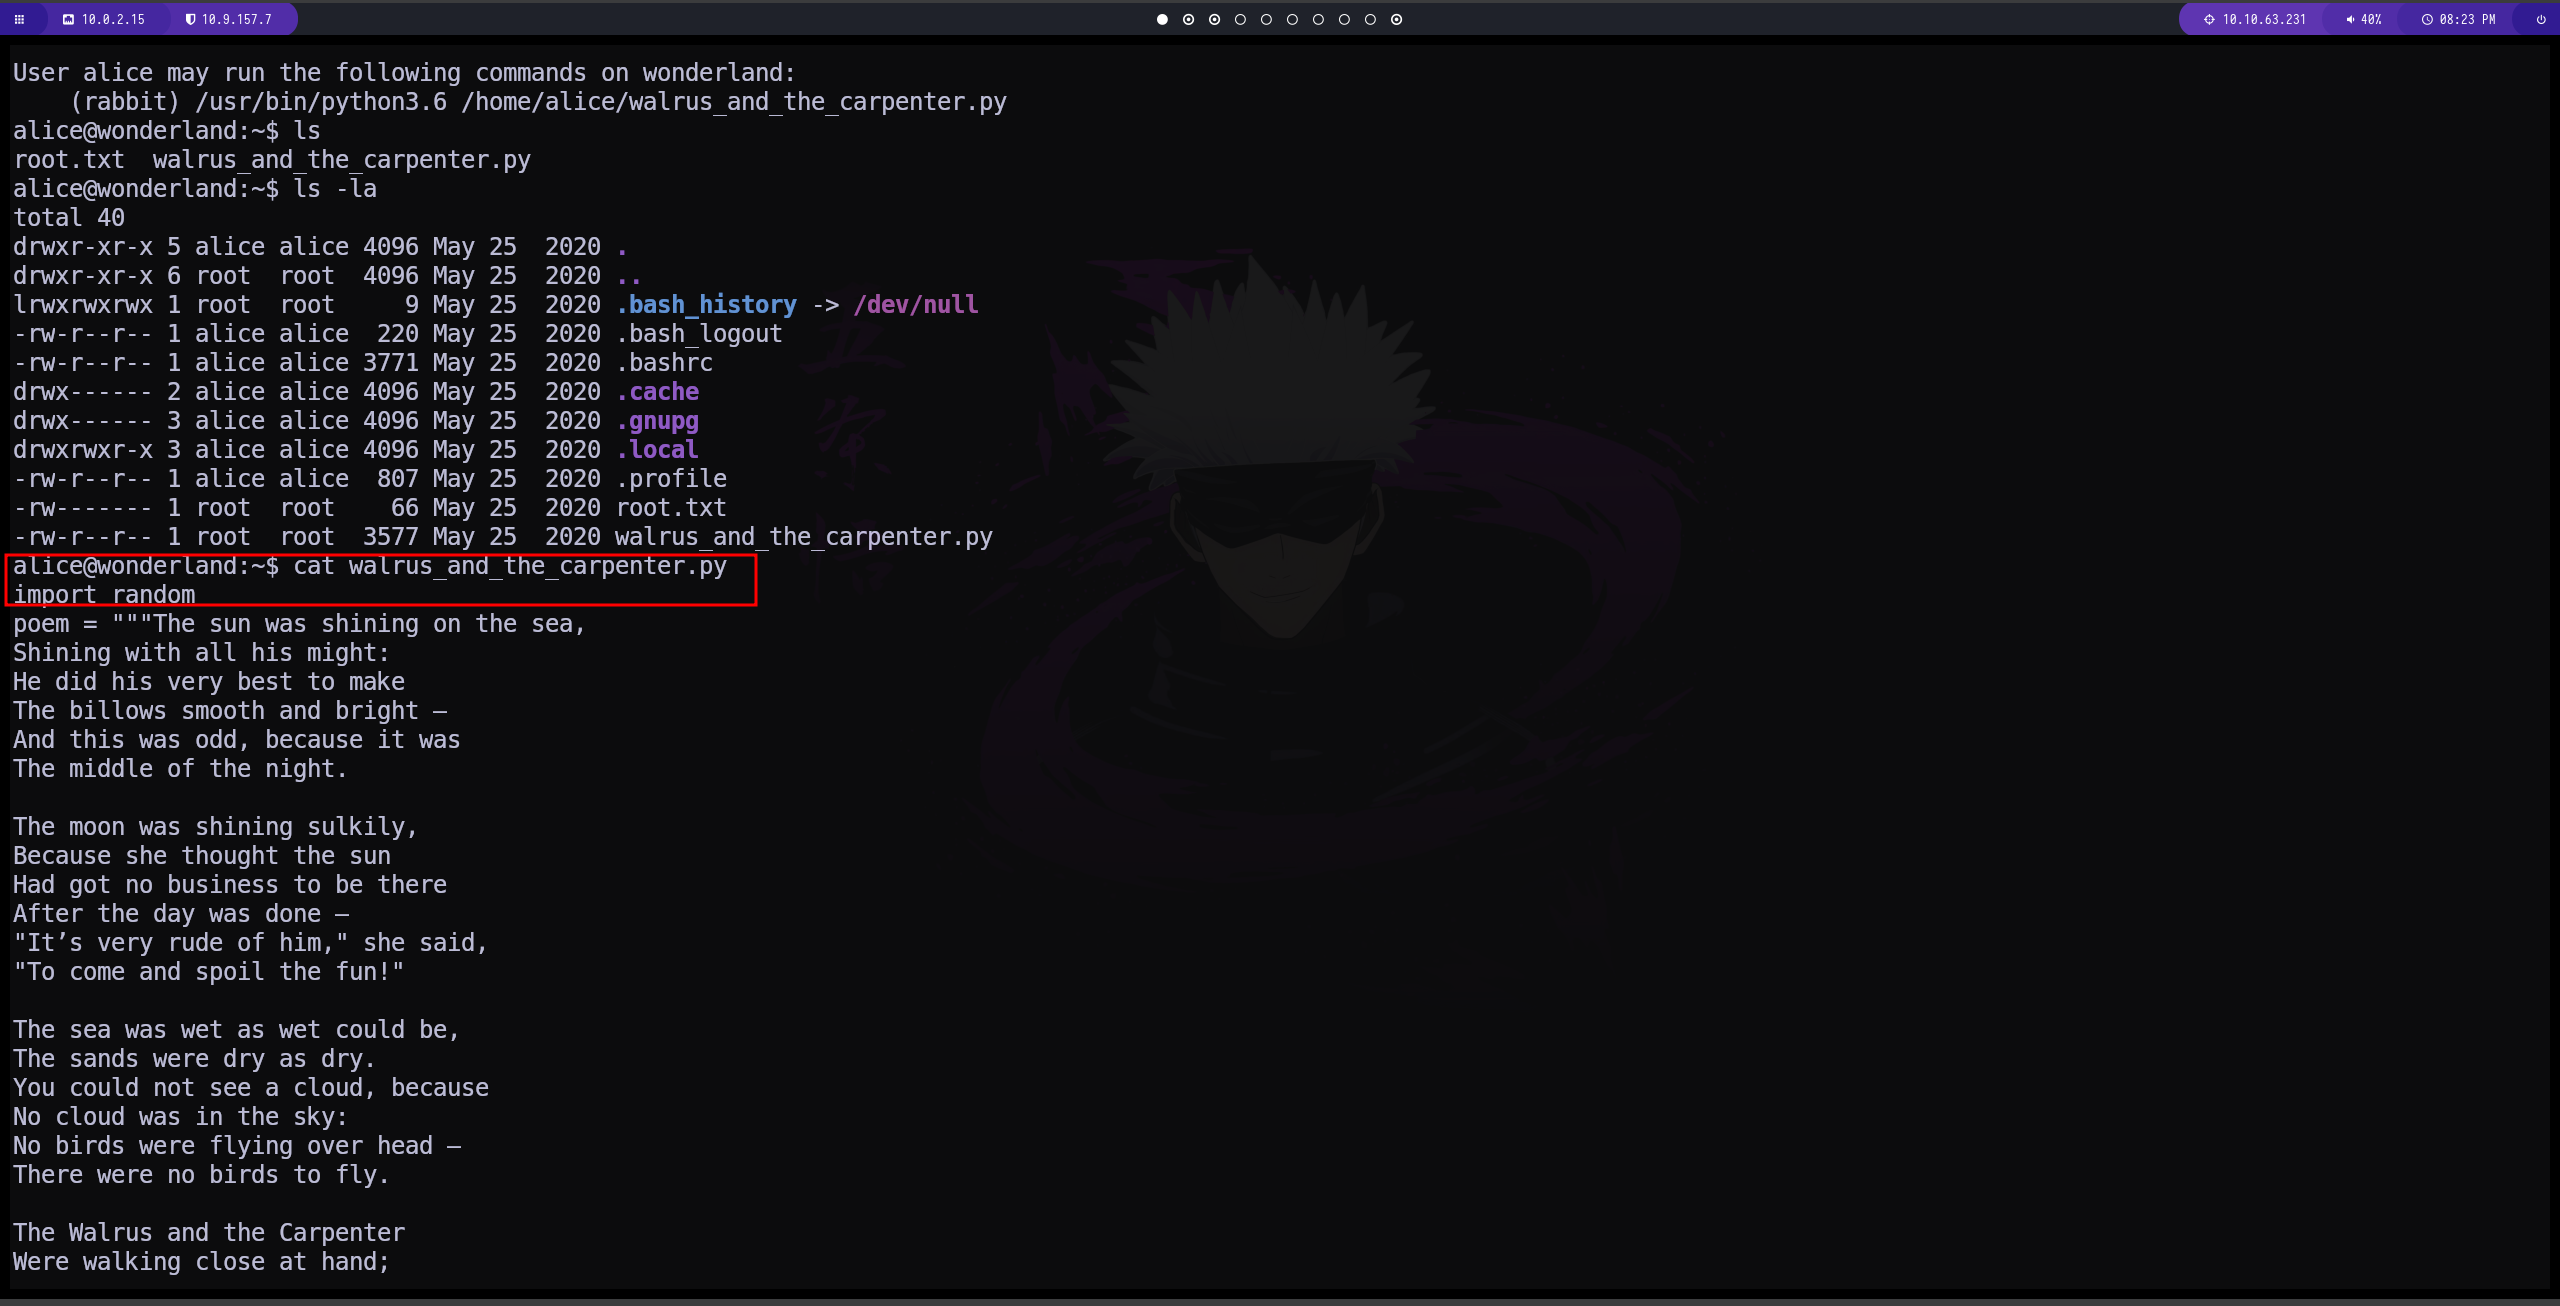 10.0.2.15 10.9.157.7 10.10.63.231 40% 08:23 PM
User alice may run the following commands on wonderland:
    (rabbit) /usr/bin/python3.6 /home/alice/walrus_and_the_carpenter.py
alice@wonderland:~$ ls
root.txt  walrus_and_the_carpenter.py
alice@wonderland:~$ ls -la
total 40
drwxr-xr-x 5 alice alice 4096 May 25  2020 .
drwxr-xr-x 6 root  root  4096 May 25  2020 ..
lrwxrwxrwx 1 root  root     9 May 25  2020 .bash_history -> /dev/null
-rw-r--r-- 1 alice alice  220 May 25  2020 .bash_logout
-rw-r--r-- 1 alice alice 3771 May 25  2020 .bashrc
drwx------ 2 alice alice 4096 May 25  2020 .cache
drwx------ 3 alice alice 4096 May 25  2020 .gnupg
drwxrwxr-x 3 alice alice 4096 May 25  2020 .local
-rw-r--r-- 1 alice alice  807 May 25  2020 .profile
-rw------- 1 root  root    66 May 25  2020 root.txt
-rw-r--r-- 1 root  root  3577 May 25  2020 walrus_and_the_carpenter.py
alice@wonderland:~$ cat walrus_and_the_carpenter.py
import random
poem = """The sun was shining on the sea,
Shining with all his might:
He did his very best to make
The billows smooth and bright —
And this was odd, because it was
The middle of the night.

The moon was shining sulkily,
Because she thought the sun
Had got no business to be there
After the day was done —
"It’s very rude of him," she said,
"To come and spoil the fun!"

The sea was wet as wet could be,
The sands were dry as dry.
You could not see a cloud, because
No cloud was in the sky:
No birds were flying over head —
There were no birds to fly.

The Walrus and the Carpenter
Were walking close at hand;